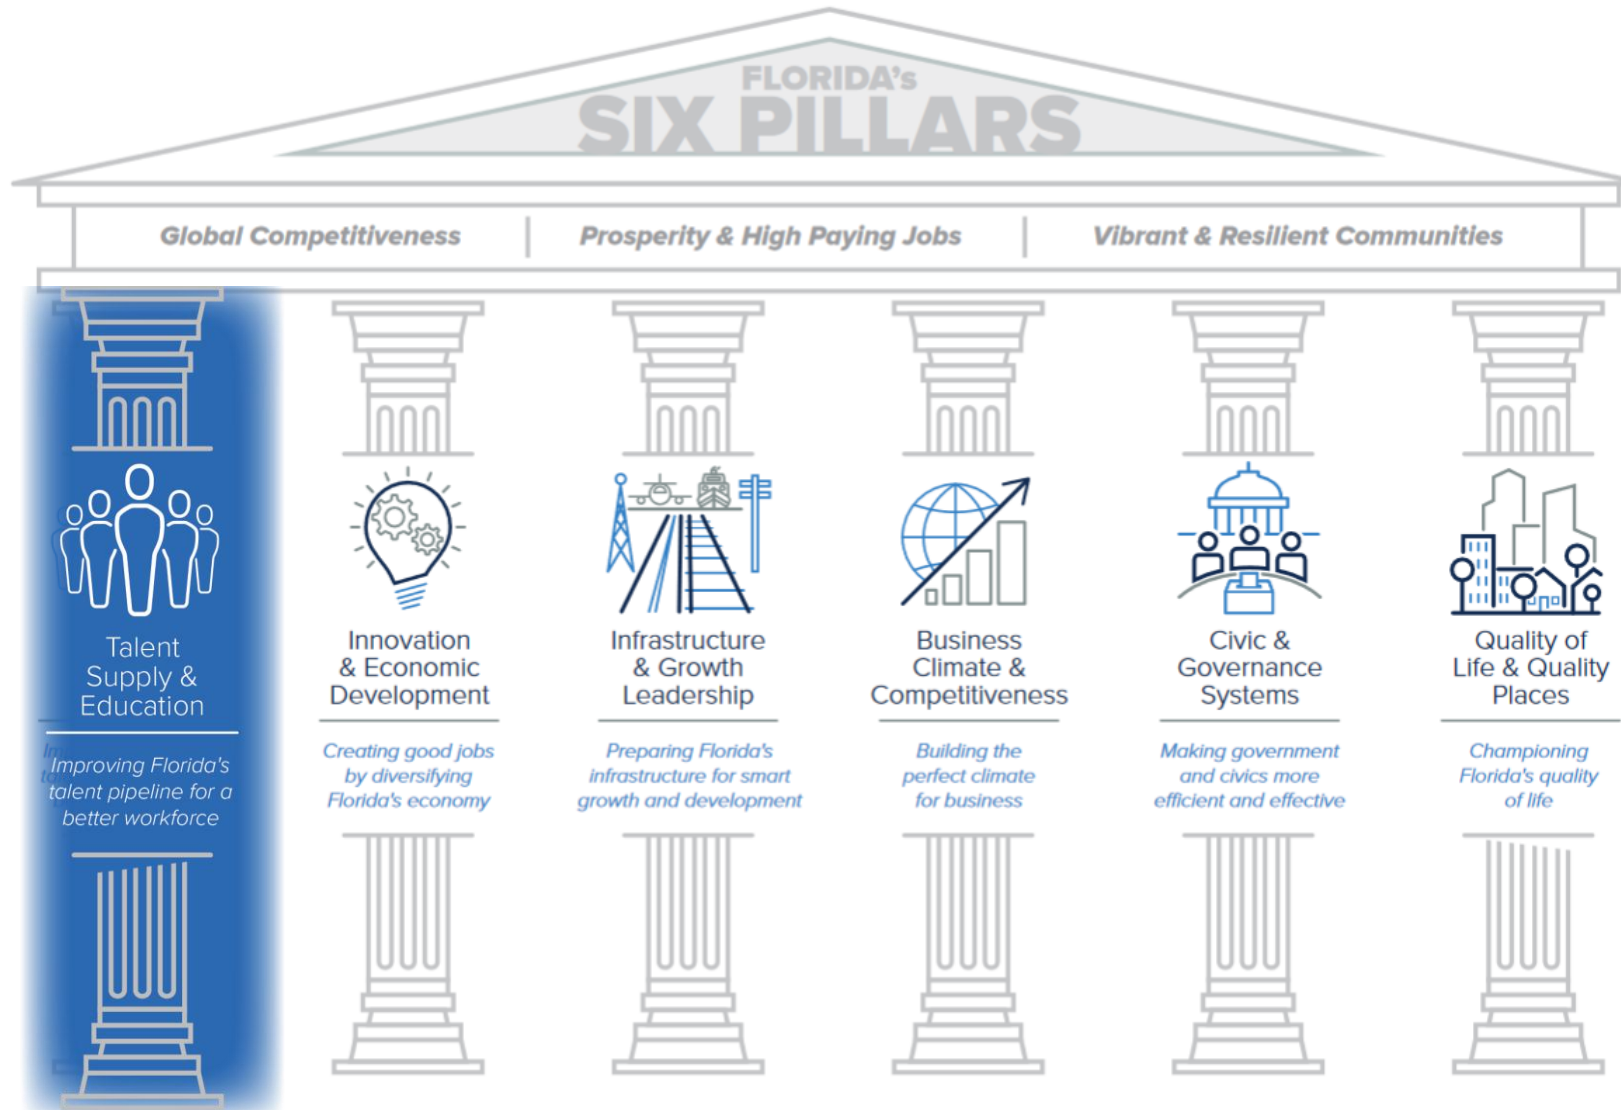 FLORIDA's
SIX PILLARS
Global Competitiveness
Prosperity & High Paying Jobs
Vibrant & Resilient Communities
Talent
Supply &
Education
Improving Florida's
talent pipeline for a
better workforce
Innovation
& Economic
Development
Creating good jobs
by diversifying
Florida's economy
Infrastructure
& Growth
Leadership
Preparing Florida's
infrastructure for smart
growth and development
Business
Climate &
Competitiveness
Building the
perfect climate
for business
Civic &
Governance
Systems
Making government
and civics more
efficient and effective
Quality of
Life & Quality
Places
Championing
Florida's quality
of life